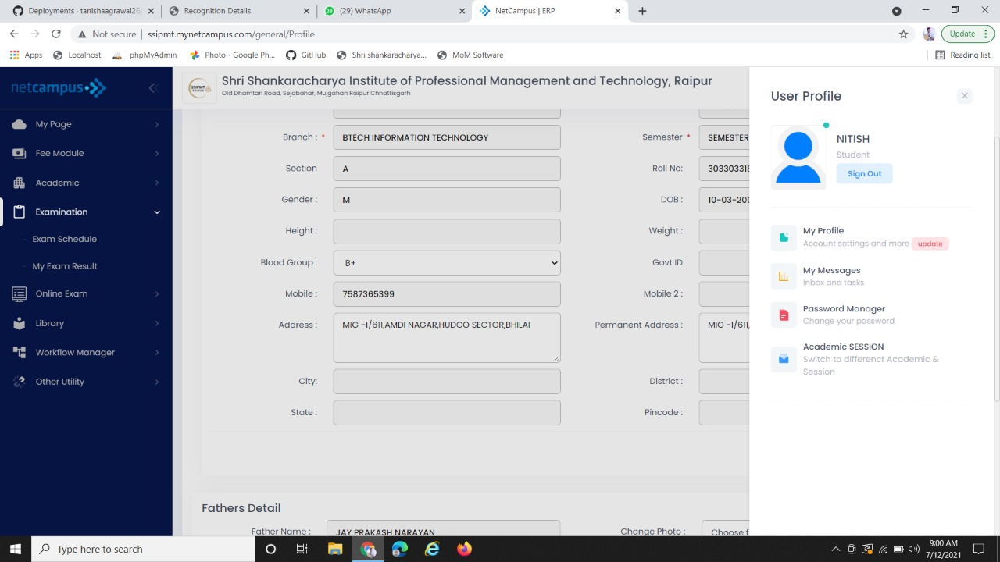 Deployments - tanishaagrawal26
Recognition Details
(29) WhatsApp
NetCampus | ERP
Not secure | ssipmt.mynetcampus.com/general/Profile
Update
Apps
Localhost
phpMyAdmin
Photo - Google Ph...
GitHub
Shri shankaracharya...
MoM Software
Reading list
netcampus
SSIPMT
RAIPUR
Shri Shankaracharya Institute of Professional Management and Technology, Raipur
Old Dhamtari Road, Sejabahar, Mujgahan Raipur Chhattisgarh
My Page
Fee Module
Academic
Examination
- Exam Schedule
- My Exam Result
Online Exam
Library
Workflow Manager
Other Utility
Branch : * BTECH INFORMATION TECHNOLOGY
Semester * SEMESTER
Section A
Roll No: 303303318
Gender : M
DOB : 10-03-200
Height :
Weight :
Blood Group : B+
Govt ID
Mobile : 7587365399
Mobile 2 :
Address : MIG -1/611,AMDI NAGAR,HUDCO SECTOR,BHILAI
Permanent Address : MIG -1/611,
City:
District :
State :
Pincode :
Fathers Detail
Father Name : JAY PRAKASH NARAYAN
Change Photo : Choose f
User Profile
NITISH
Student
Sign Out
My Profile
Account settings and more update
My Messages
Inbox and tasks
Password Manager
Change your password
Academic SESSION
Switch to differenct Academic &
Session
Type here to search
9:00 AM
7/12/2021